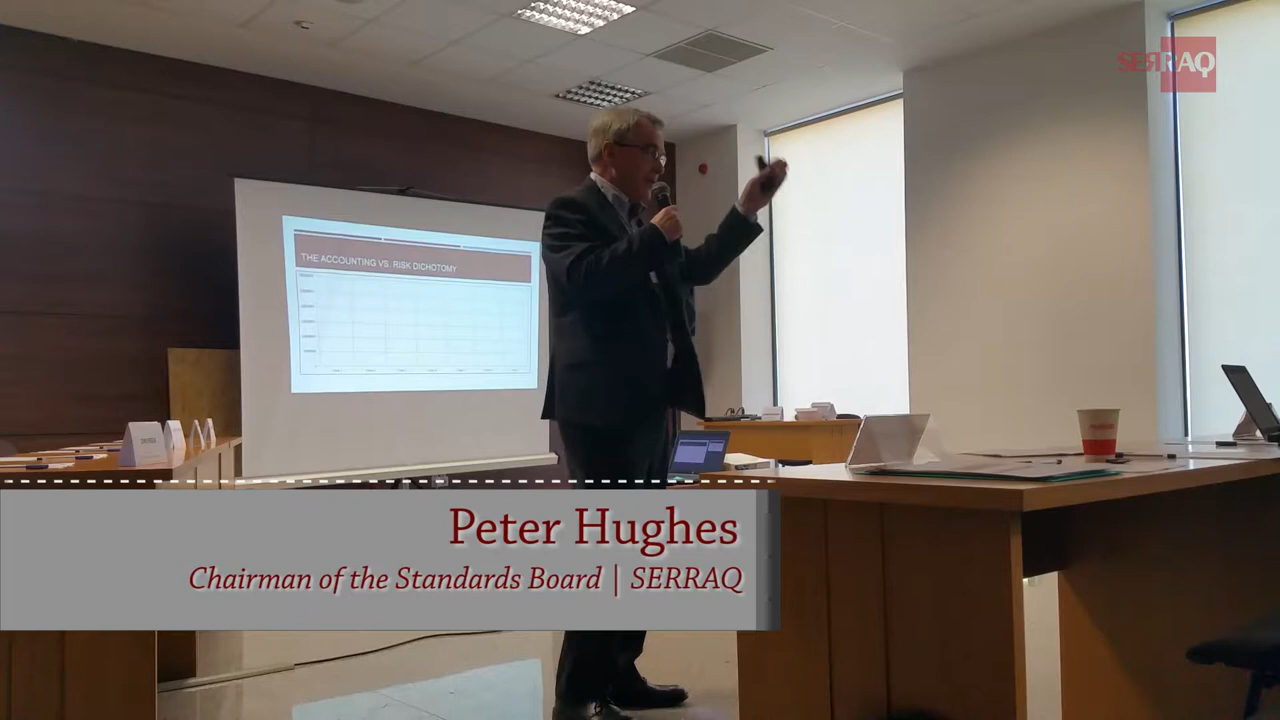 SERRAQ
THE ACCOUNTING VS. RISK DICHOTOMY
Peter Hughes
Chairman of the Standards Board | SERRAQ